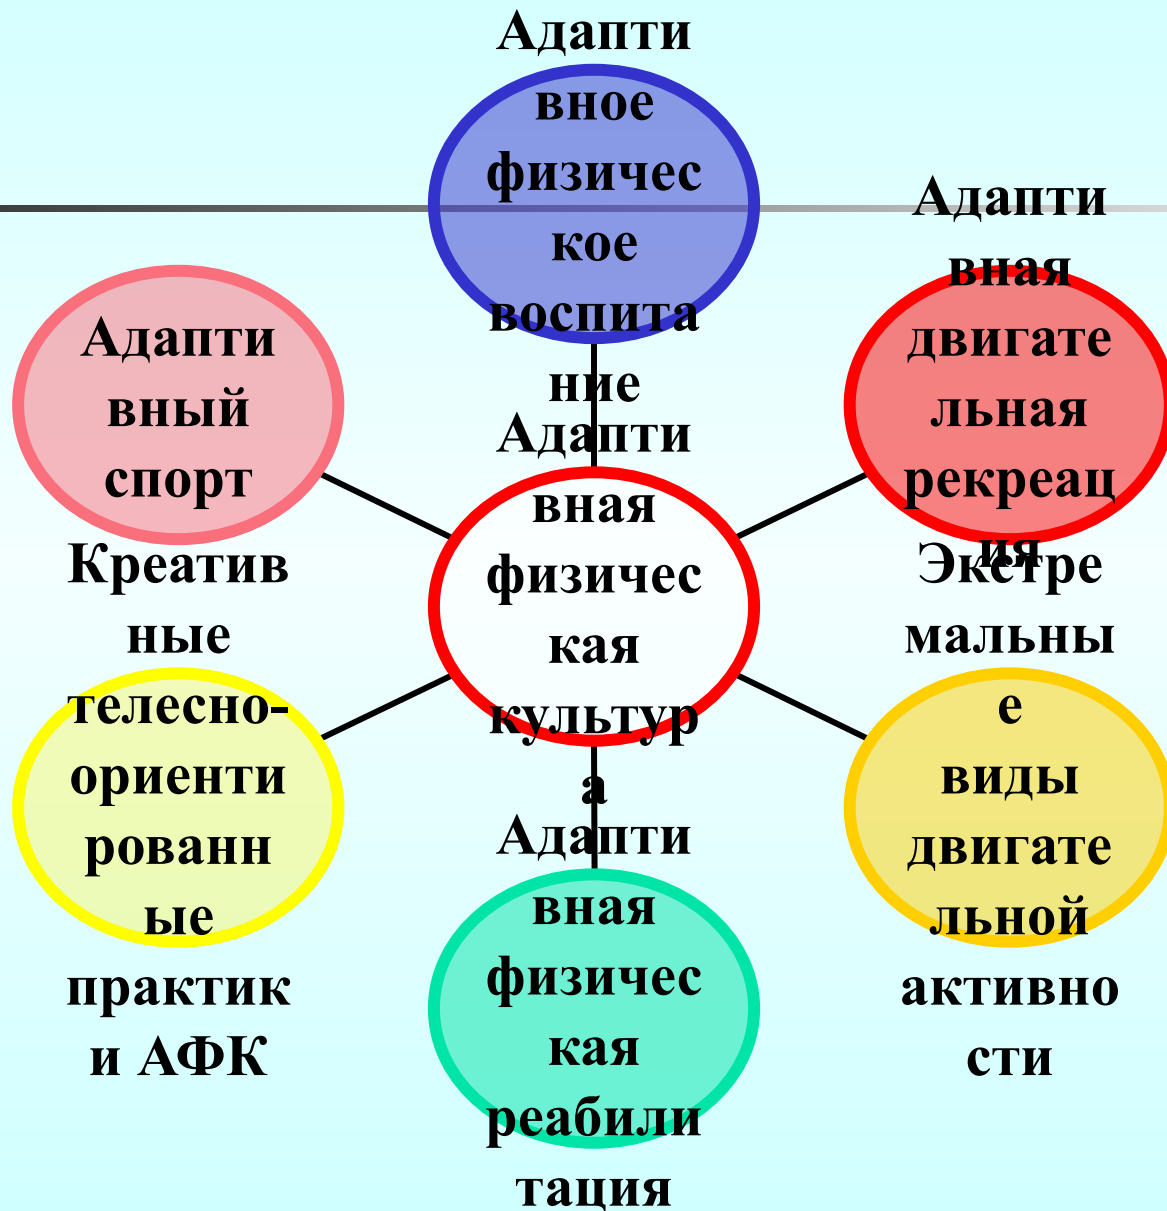 Адапти
вное
физичес
кое
воспита
ние
Адапти
вная
двигате
льная
рекреац
ия
Адапти
вный
спорт
Адапти
вная
физичес
кая
культур
а
Креатив
ные
телесно-
ориенти
рованн
ые
практик
и АФК
Экстре
мальны
е
виды
двигате
льной
активно
сти
Адапти
вная
физичес
кая
реабили
тация